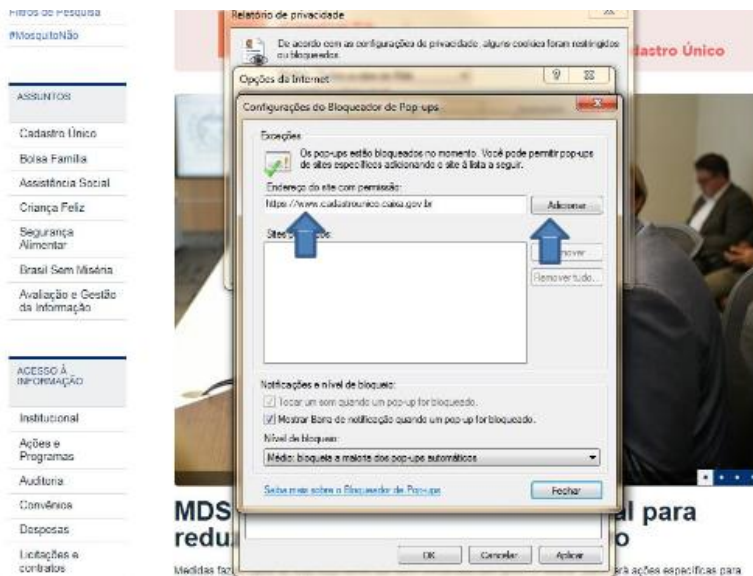 Filtros de Pesquisa
#MosquitoNão
ASSUNTOS
Cadastro Único
Bolsa Família
Assistência Social
Criança Feliz
Segurança
Alimentar
Brasil Sem Miséria
Avaliação e Gestão
da Informação
ACESSO À
INFORMAÇÃO
Institucional
Ações e
Programas
Auditoria
Convênios
Despesas
Licitações e
contratos
Relatório de privacidade
De acordo com as configurações de privacidade, alguns cookies foram restringidos
ou bloqueados.
dastro Único
Opções da Internet
Configurações do Bloqueador de Pop-ups
Exceções
Os pop-ups estão bloqueados no momento. Você pode permitir pop-ups
de sites específicos adicionando o site à lista a seguir.
Endereço do site com permissão:
https://www.cadastrounico.caixa.gov.br
Adicionar
Sites
mover
Remover tudo...
Notificações e nível de bloqueio:
Tocar um som quando um pop-up for bloqueado.
Mostrar Barra de notificação quando um pop-up for bloqueado.
Nível de bloqueio:
Médio: bloqueia a maioria dos pop-ups automáticos
Saiba mais sobre o Bloqueador de Pop-ups
Fechar
MDS
al para
redu
o
OK
Cancelar
Aplicar
Medidas faz
erá ações específicas para